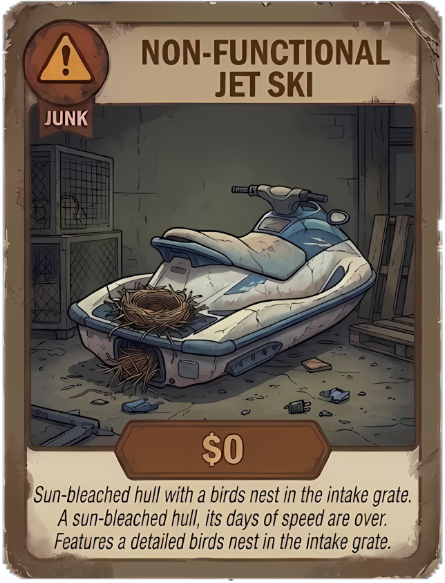 NON-FUNCTIONAL
JET SKI
JUNK
$0
Sun-bleached hull with a birds nest in the intake grate.
A sun-bleached hull, its days of speed are over.
Features a detailed birds nest in the intake grate.